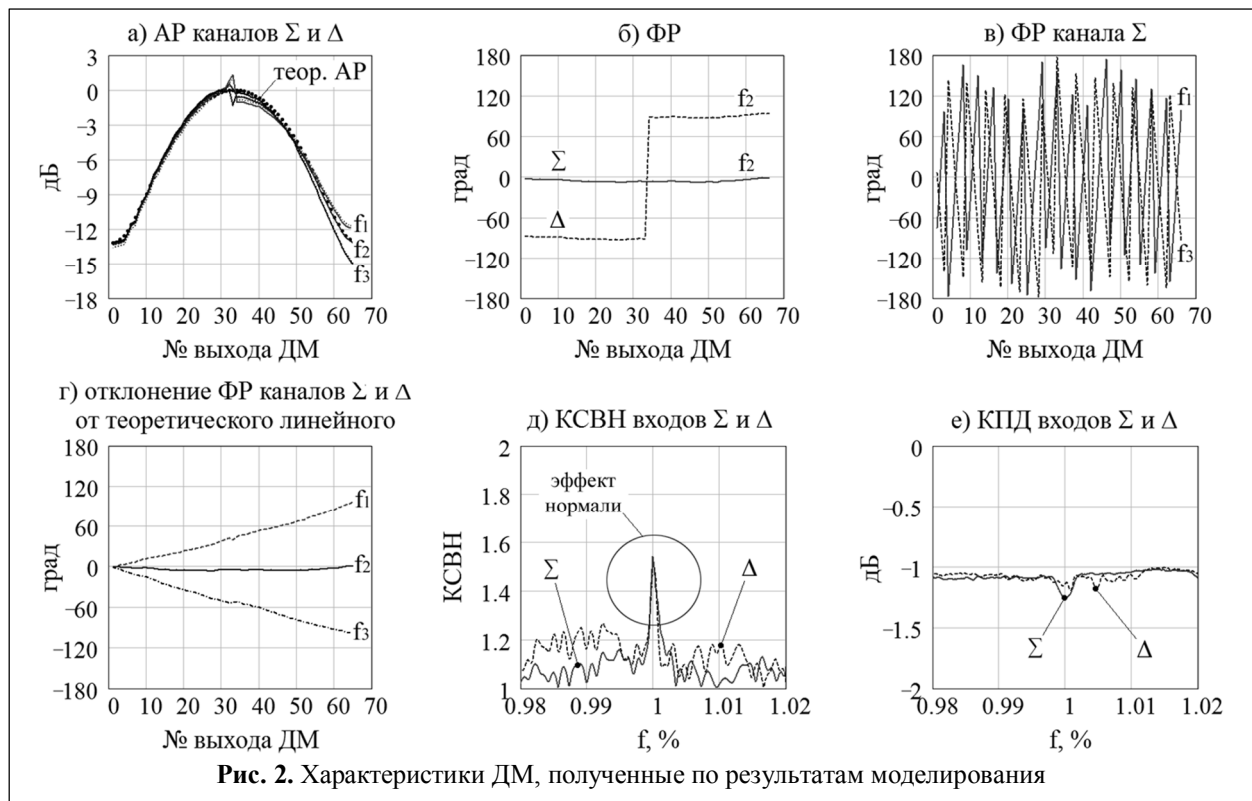 а) АР каналов Σ и Δ
дБ
3
0
−3
−6
−9
−12
−15
−18
теор. АР
f1
f2
f3
0 10 20 30 40 50 60 70
№ выхода ДМ
б) ФР
град
180
120
60
0
−60
−120
−180
Σ
Δ
f2
f2
0 10 20 30 40 50 60 70
№ выхода ДМ
в) ФР канала Σ
град
180
120
60
0
−60
−120
−180
f1
f3
0 10 20 30 40 50 60 70
№ выхода ДМ
г) отклонение ФР каналов Σ и Δ
от теоретического линейного
град
180
120
60
0
−60
−120
−180
f1
f2
f3
0 10 20 30 40 50 60 70
№ выхода ДМ
д) КСВН входов Σ и Δ
КСВН
2
1.8
1.6
1.4
1.2
1
эффект
нормали
Σ
Δ
0.98 0.99 1 1.01 1.02
f, %
е) КПД входов Σ и Δ
дБ
0
−0.5
−1
−1.5
−2
Σ
Δ
0.98 0.99 1 1.01 1.02
f, %
Рис. 2. Характеристики ДМ, полученные по результатам моделирования